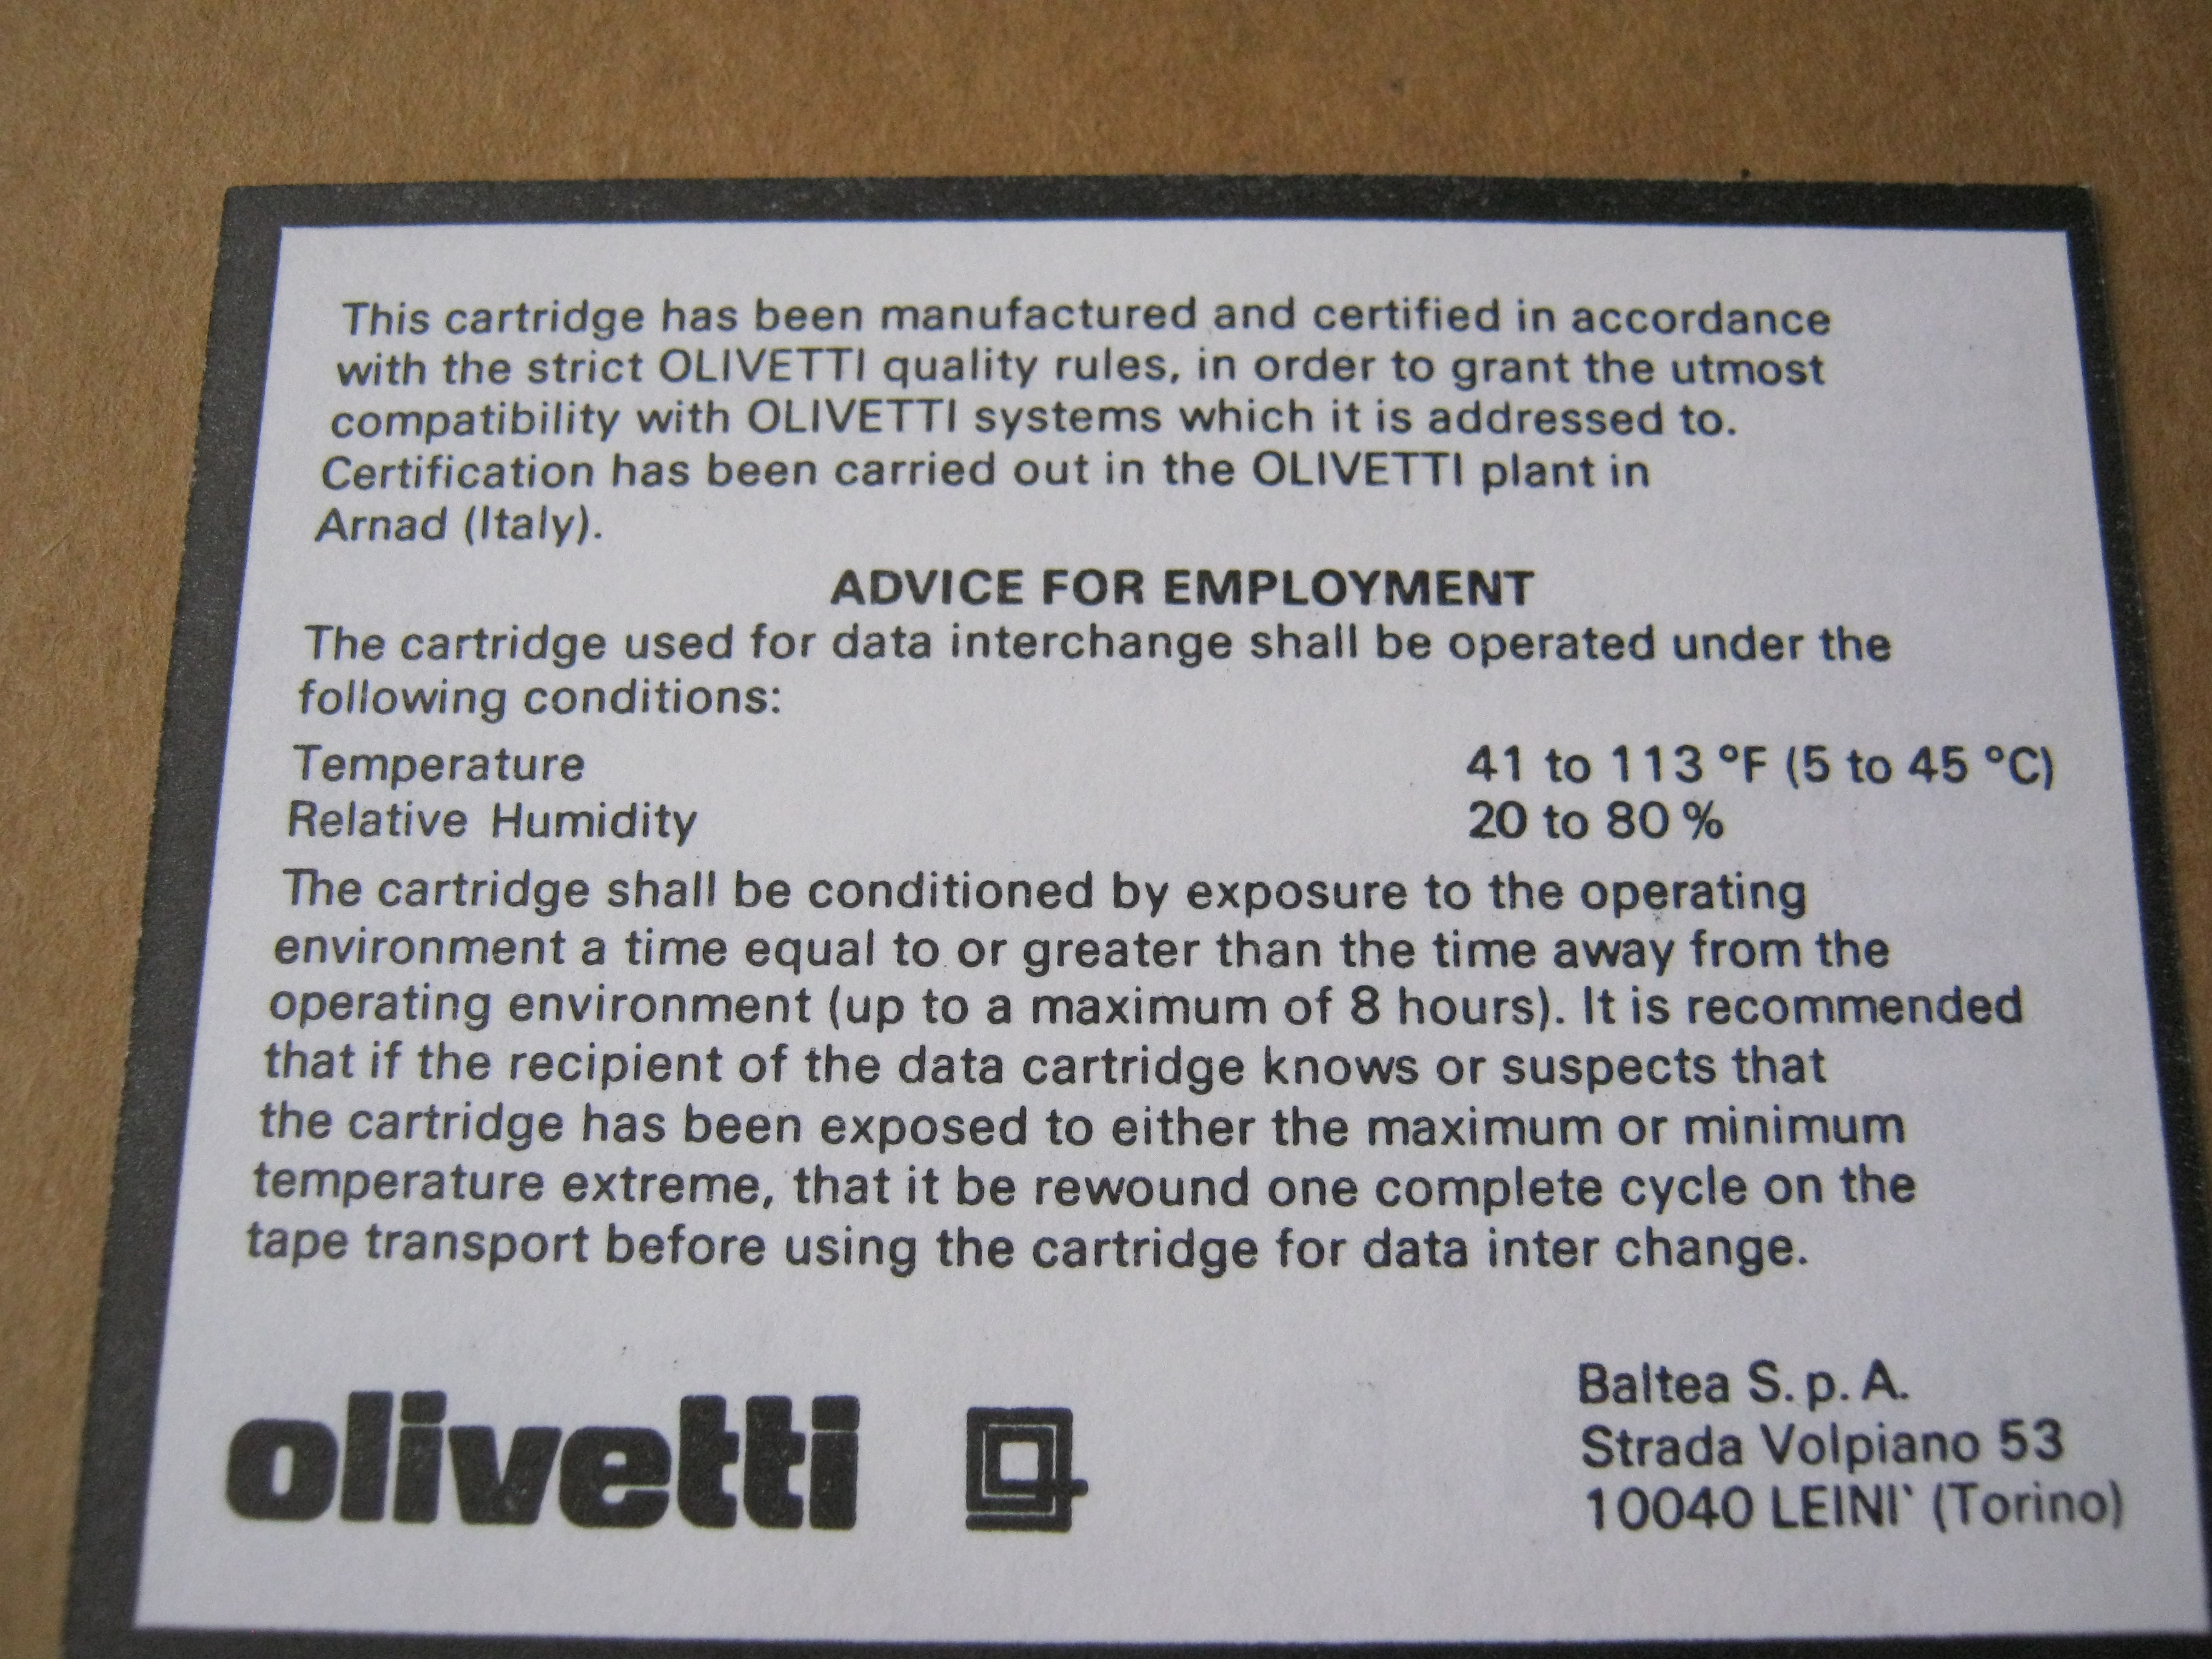 This cartridge has been manufactured and certified in accordance
with the strict OLIVETTI quality rules, in order to grant the utmost
compatibility with OLIVETTI systems which it is addressed to.
Certification has been carried out in the OLIVETTI plant in
Arnad (Italy).
ADVICE FOR EMPLOYMENT
The cartridge used for data interchange shall be operated under the
following conditions:
Temperature 41 to 113 °F (5 to 45 °C)
Relative Humidity 20 to 80 %
The cartridge shall be conditioned by exposure to the operating
environment a time equal to or greater than the time away from the
operating environment (up to a maximum of 8 hours). It is recommended
that if the recipient of the data cartridge knows or suspects that
the cartridge has been exposed to either the maximum or minimum
temperature extreme, that it be rewound one complete cycle on the
tape transport before using the cartridge for data inter change.
olivetti
Baltea S. p. A.
Strada Volpiano 53
10040 LEINI` (Torino)